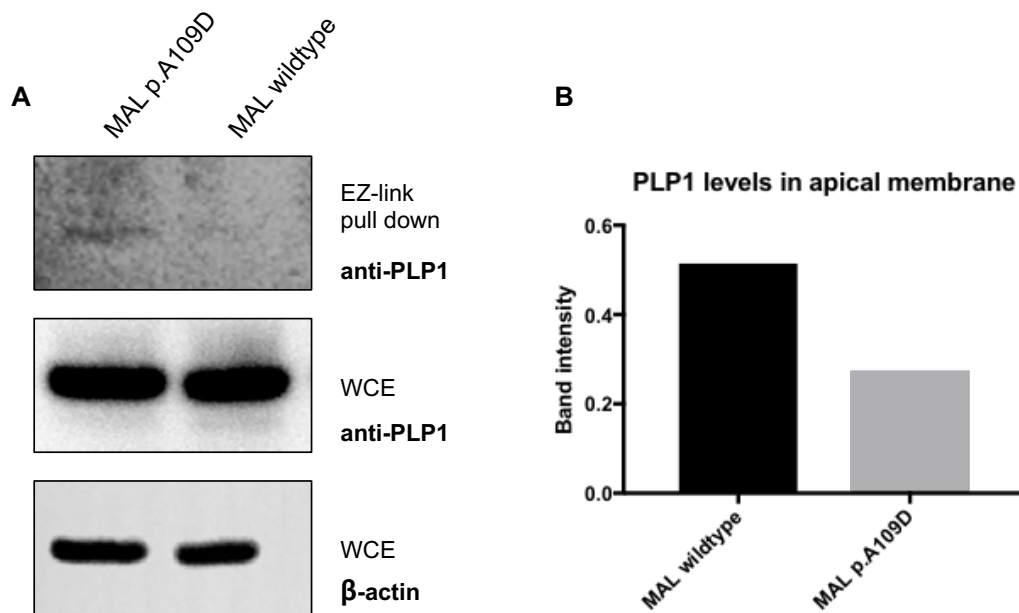 A
MAL p.A109D
MAL wildtype
EZ-link
pull down
anti-PLP1
WCE
anti-PLP1
WCE
β-actin
B
PLP1 levels in apical membrane
Band intensity
0.6
0.4
0.2
0.0
MAL wildtype
MAL p.A109D